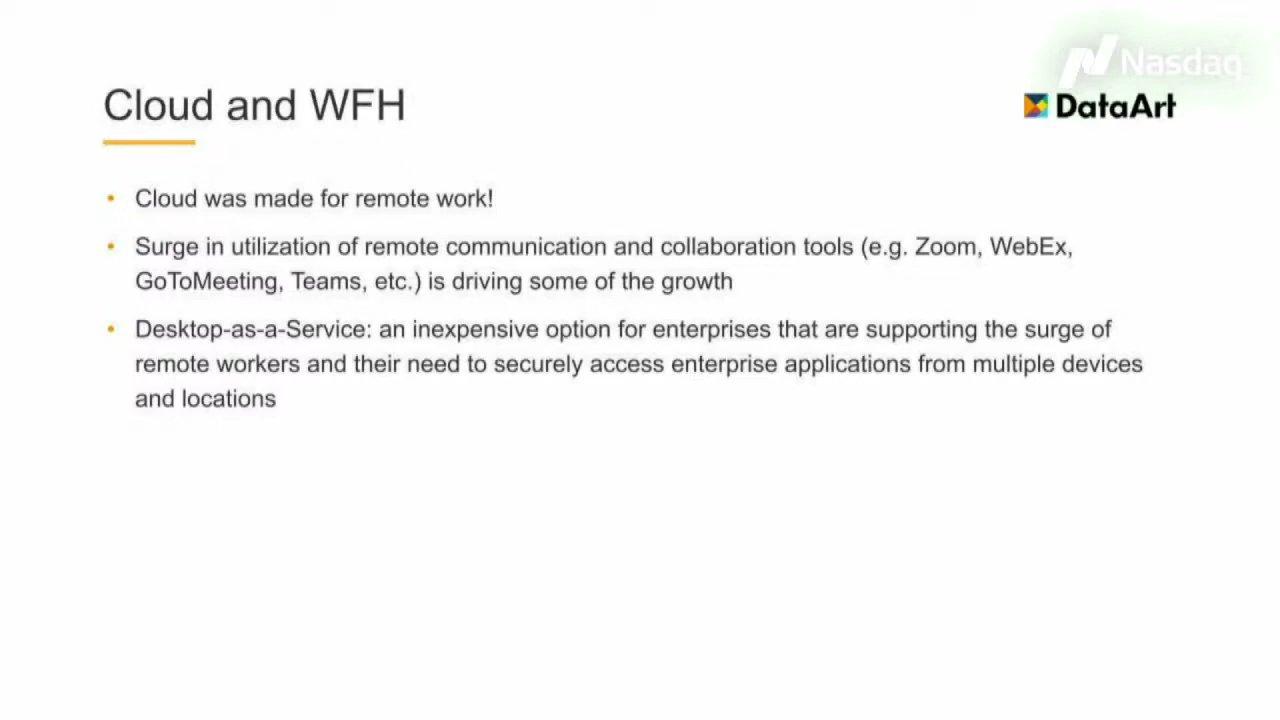 Nasdaq
Cloud and WFH
DataArt
• Cloud was made for remote work!
• Surge in utilization of remote communication and collaboration tools (e.g. Zoom, WebEx,
GoToMeeting, Teams, etc.) is driving some of the growth
• Desktop-as-a-Service: an inexpensive option for enterprises that are supporting the surge of
remote workers and their need to securely access enterprise applications from multiple devices
and locations